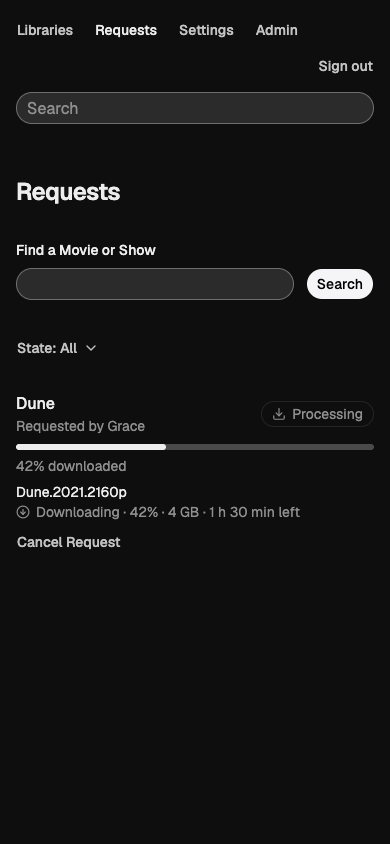 Libraries Requests Settings Admin
Sign out
Search
Requests
Find a Movie or Show
Search
State: All
Dune
Processing
Requested by Grace
42% downloaded
Dune.2021.2160p
Downloading · 42% · 4 GB · 1 h 30 min left
Cancel Request